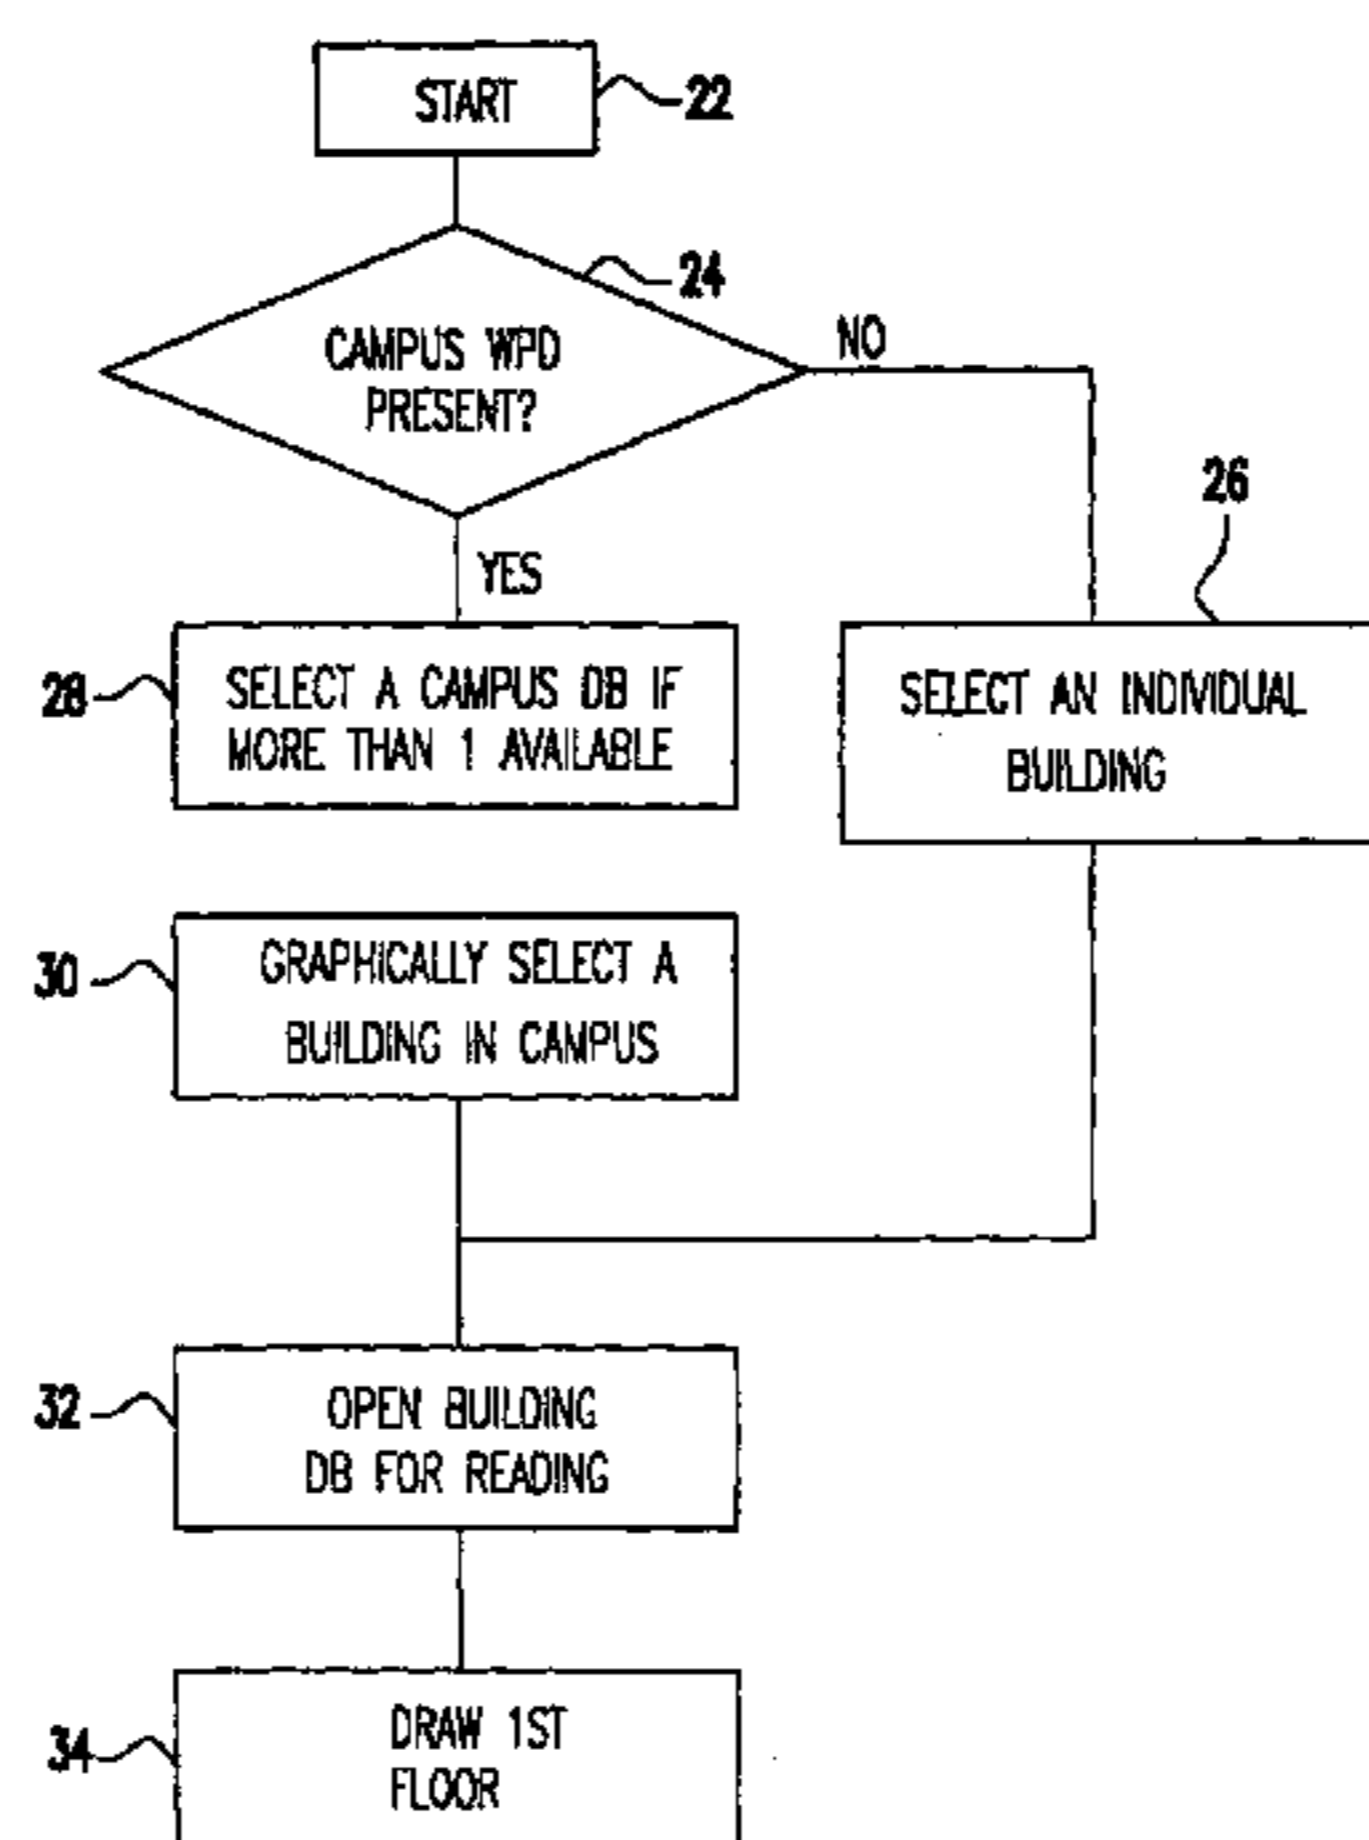 START
22
24
CAMPUS WPD
PRESENT?
NO
YES
26
28
SELECT A CAMPUS DB IF
MORE THAN 1 AVAILABLE
SELECT AN INDIVIDUAL
BUILDING
30
GRAPHICALLY SELECT A
BUILDING IN CAMPUS
32
OPEN BUILDING
DB FOR READING
34
DRAW 1ST
FLOOR